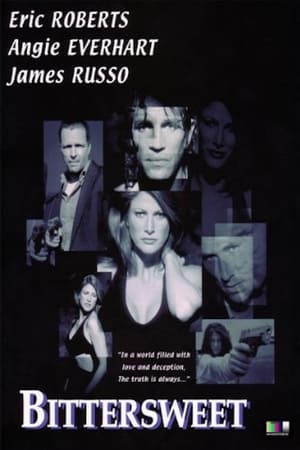 Eric ROBERTS
Angie EVERHART
James RUSSO
"In a world filled with
love and deception,
The truth is always..."
BITTERSWEET